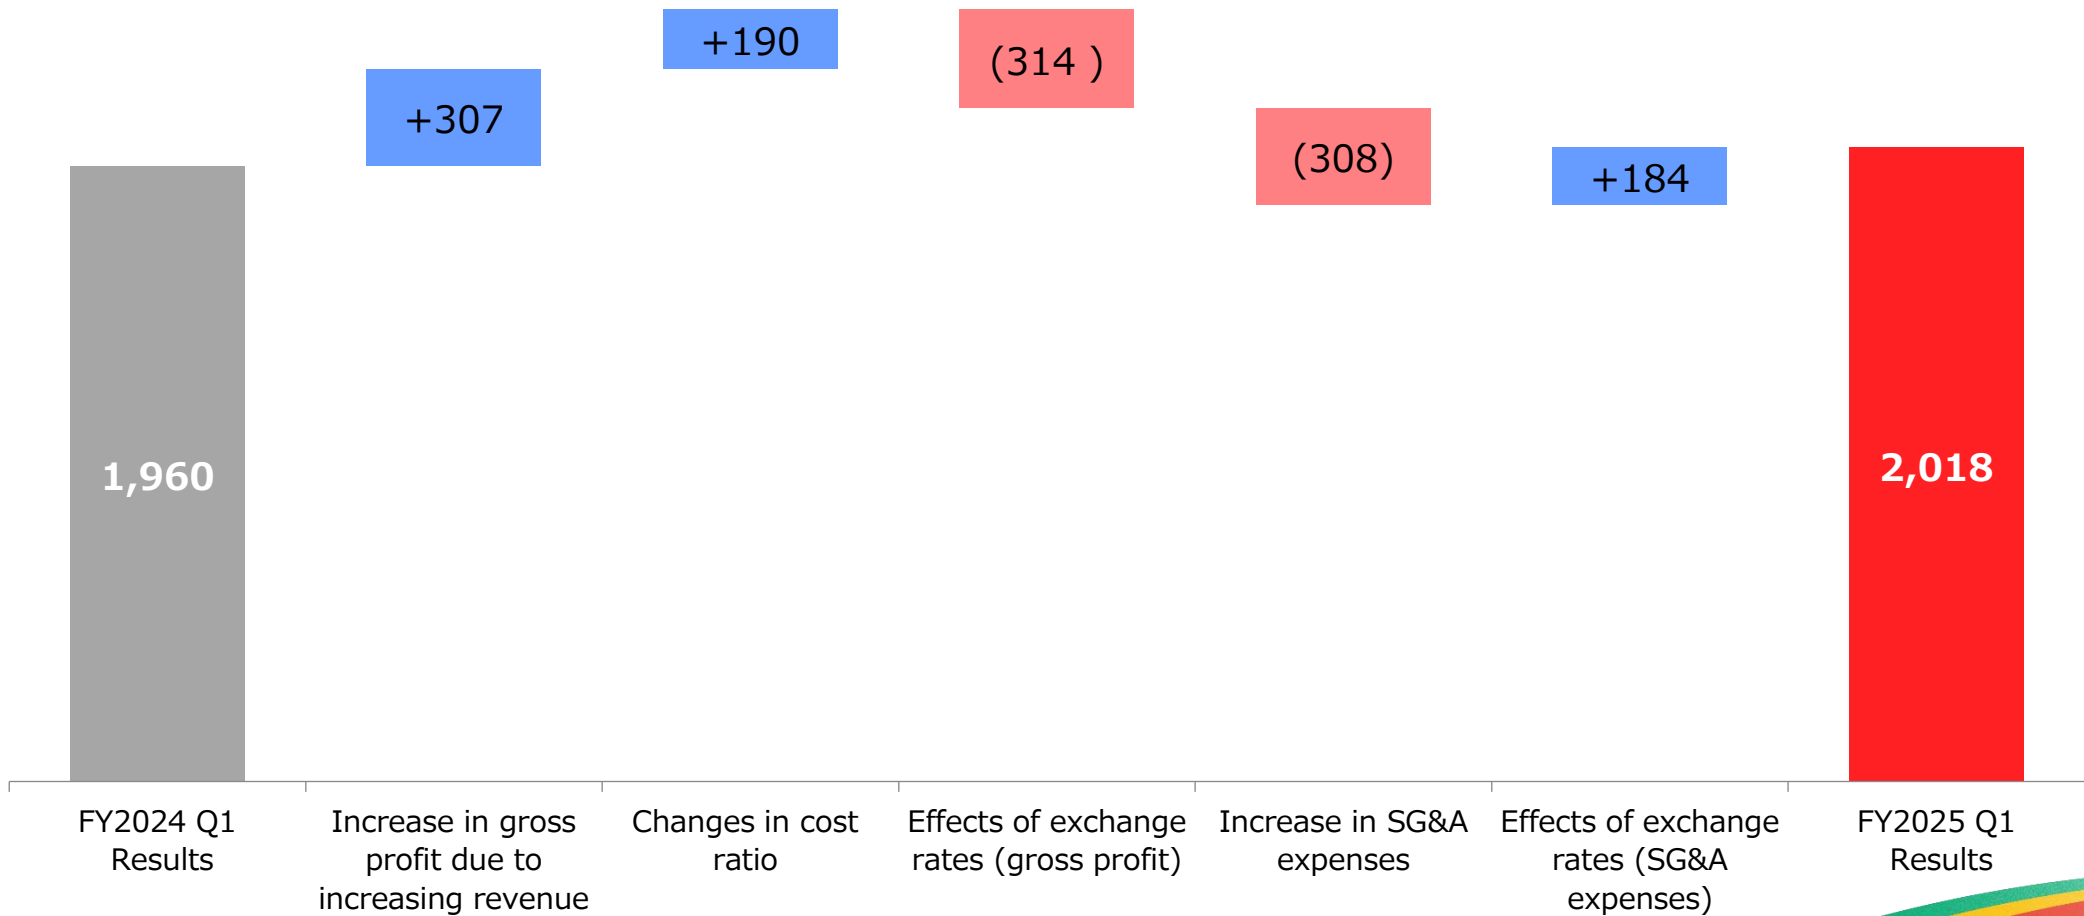 +190
(314 )
+307
(308)
+184
1,960
2,018
FY2024 Q1
Results
Increase in gross
profit due to
increasing revenue
Changes in cost
ratio
Effects of exchange
rates (gross profit)
Increase in SG&A
expenses
Effects of exchange
rates (SG&A
expenses)
FY2025 Q1
Results